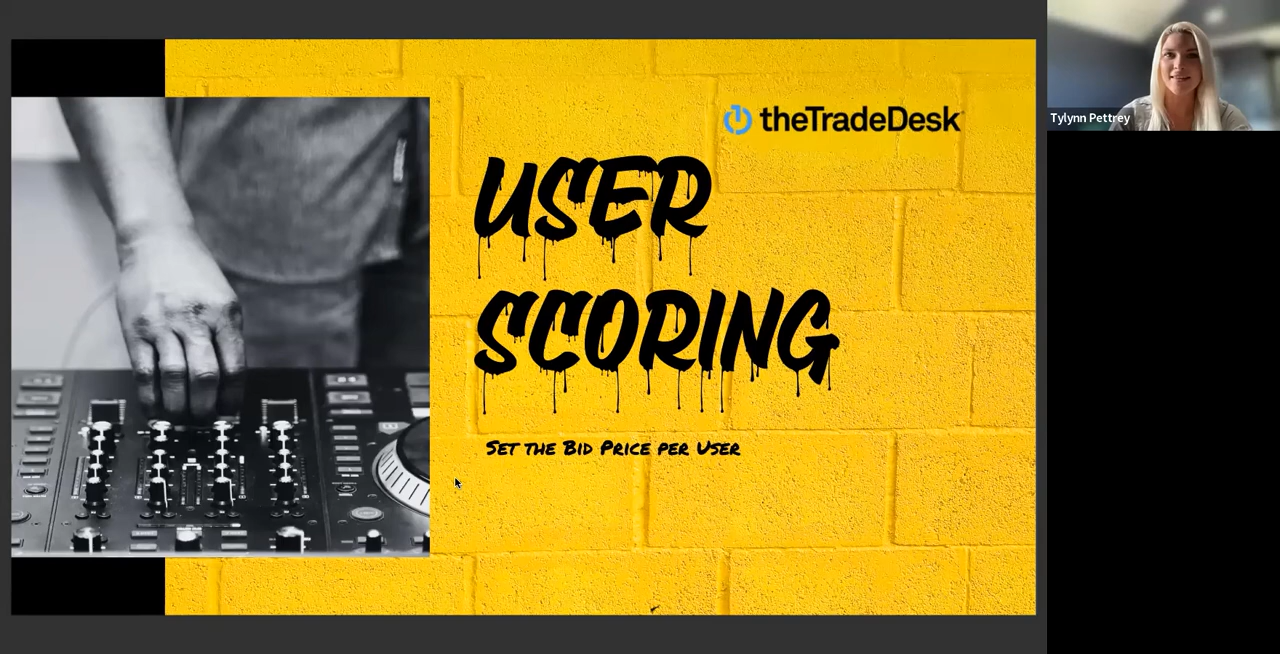 theTradeDesk
USER
SCORING
Set the Bid Price per User
Tylynn Pettrey